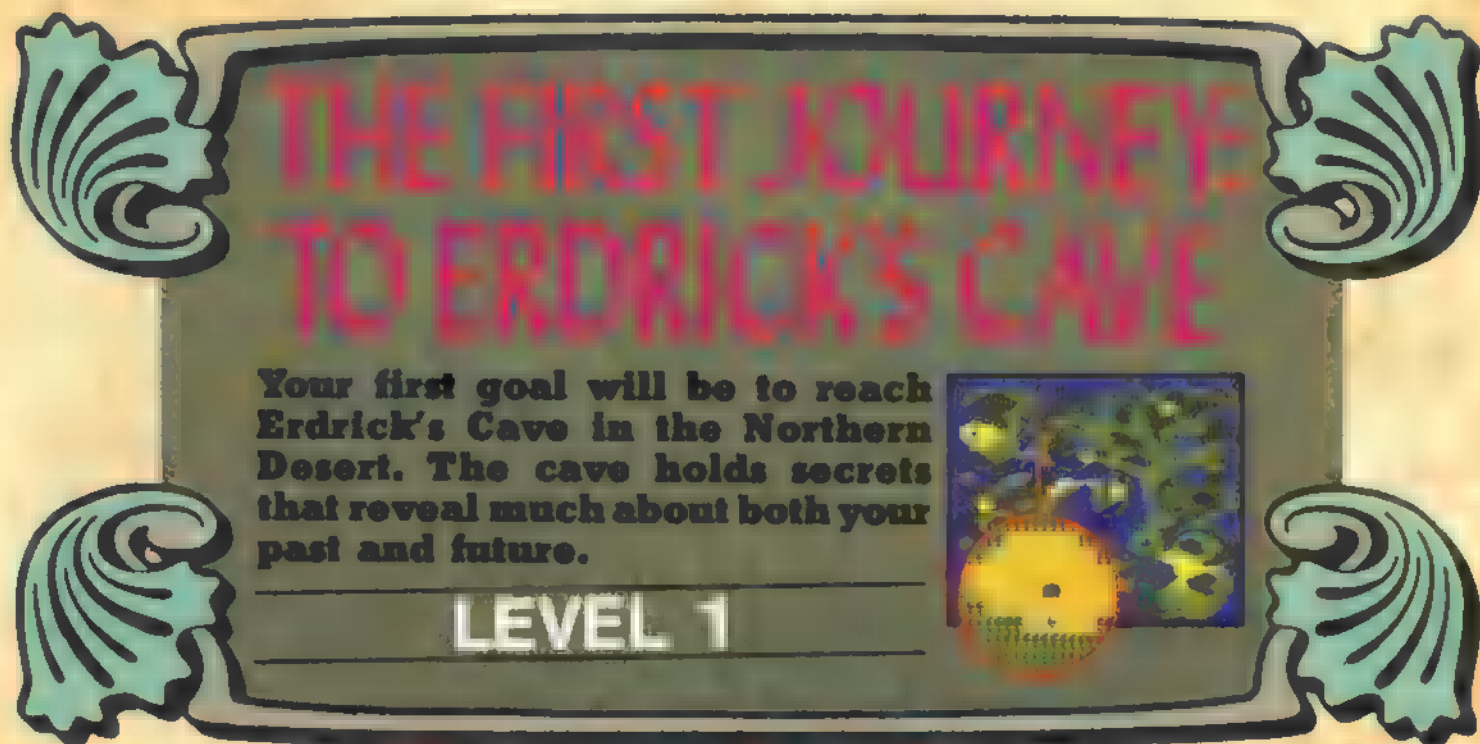 THE FIRST JOURNEY:
TO ERDRICK'S CAVE
Your first goal will be to reach
Erdrick's Cave in the Northern
Desert. The cave holds secrets
that reveal much about both your
past and future.
LEVEL 1